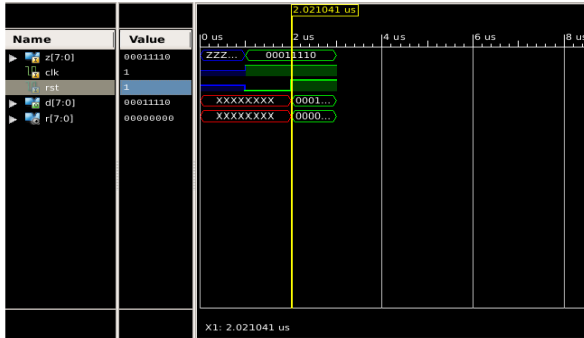 2.021041 us
Name Value 0 us 2 us 4 us 6 us 8 us
z[7:0] 00011110 ZZZ... 00011110
clk 1
rst 1
d[7:0] 00011110 XXXXXXXX 0001...
r[7:0] 00000000 XXXXXXXX 0000...
X1: 2.021041 us